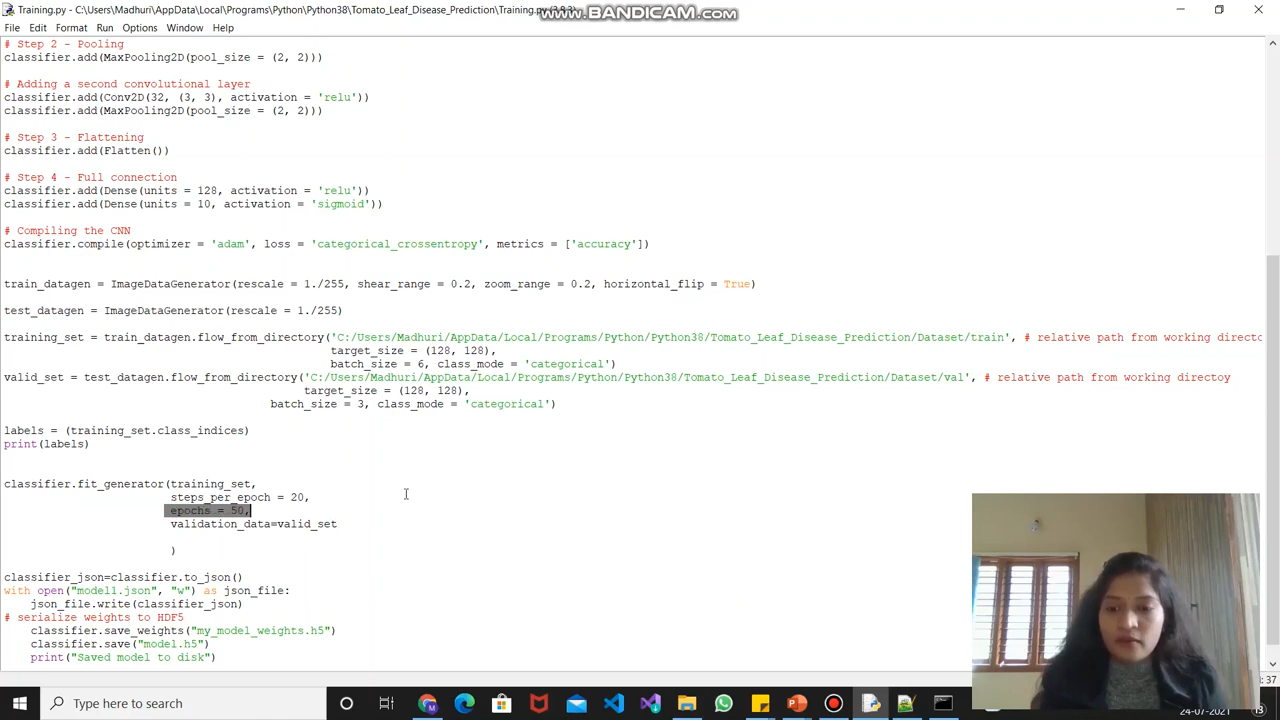 Training.py - C:\Users\Madhuri\AppData\Local\Programs\Python\Python38\Tomato_Leaf_Disease_Prediction\Training.py
WWW.BANDICAM.COM
File Edit Format Run Options Window Help
# Step 2 - Pooling
classifier.add(MaxPooling2D(pool_size = (2, 2)))
# Adding a second convolutional layer
classifier.add(Conv2D(32, (3, 3), activation = 'relu'))
classifier.add(MaxPooling2D(pool_size = (2, 2)))
# Step 3 - Flattening
classifier.add(Flatten())
# Step 4 - Full connection
classifier.add(Dense(units = 128, activation = 'relu'))
classifier.add(Dense(units = 10, activation = 'sigmoid'))
# Compiling the CNN
classifier.compile(optimizer = 'adam', loss = 'categorical_crossentropy', metrics = ['accuracy'])
train_datagen = ImageDataGenerator(rescale = 1./255, shear_range = 0.2, zoom_range = 0.2, horizontal_flip = True)
test_datagen = ImageDataGenerator(rescale = 1./255)
training_set = train_datagen.flow_from_directory('C:/Users/Madhuri/AppData/Local/Programs/Python/Python38/Tomato_Leaf_Disease_Prediction/Dataset/train', # relative path from working directo
target_size = (128, 128),
batch_size = 6, class_mode = 'categorical')
valid_set = test_datagen.flow_from_directory('C:/Users/Madhuri/AppData/Local/Programs/Python/Python38/Tomato_Leaf_Disease_Prediction/Dataset/val', # relative path from working directoy
target_size = (128, 128),
batch_size = 3, class_mode = 'categorical')
labels = (training_set.class_indices)
print(labels)
classifier.fit_generator(training_set,
steps_per_epoch = 20,
epochs = 50,
validation_data=valid_set
)
classifier_json=classifier.to_json()
with open("model1.json", "w") as json_file:
json_file.write(classifier_json)
# serialize weights to HDF5
classifier.save_weights("my_model_weights.h5")
classifier.save("model.h5")
print("Saved model to disk")
: 37
Type here to search
24-07-2021